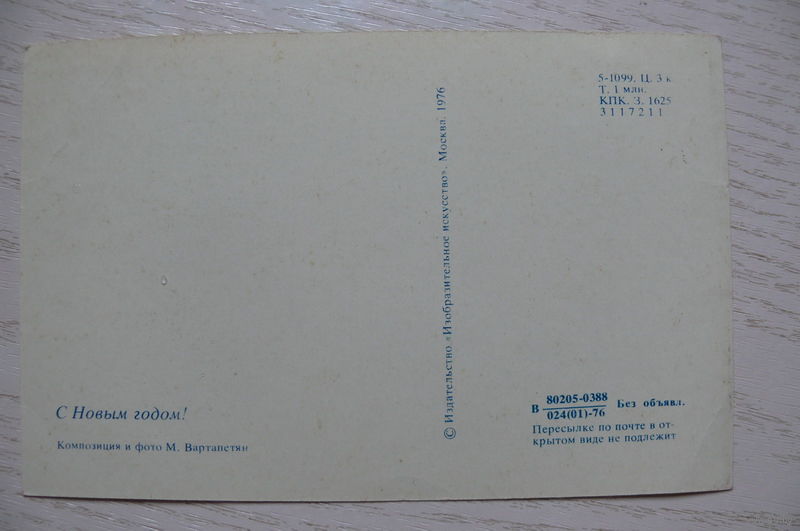 5-1099. Ц. 3 к
Т. 1 млн.
КПК. З. 1625
3117211
© Издательство «Изобразительное искусство». Москва. 1976
С Новым годом!
Композиция и фото М. Вартапетян
В 80205-0388 Без объявл.
024(01)-76
Пересылке по почте в от-
крытом виде не подлежит